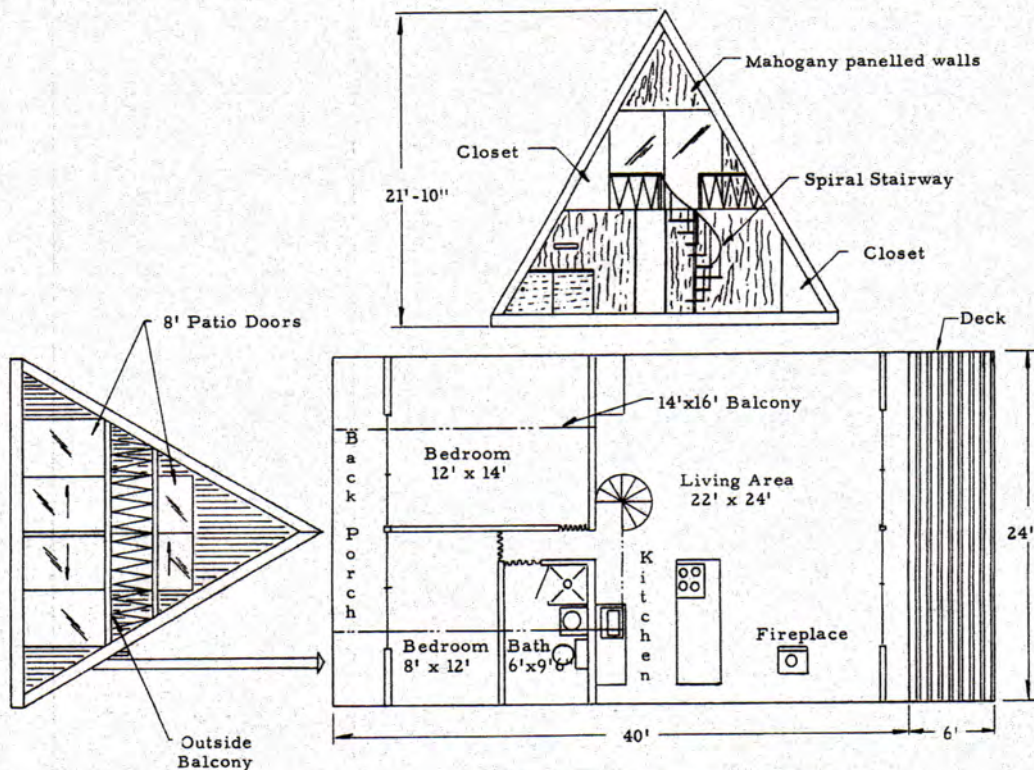 Mahogany panelled walls
Closet
21'-10"
Spiral Stairway
Closet
8' Patio Doors
Deck
14'x16' Balcony
Back Porch
Bedroom
12' x 14'
Living Area
22' x 24'
24'
Kitchen
Fireplace
Bedroom
8' x 12'
Bath
6'x9'6"
Outside
Balcony
40'
6'